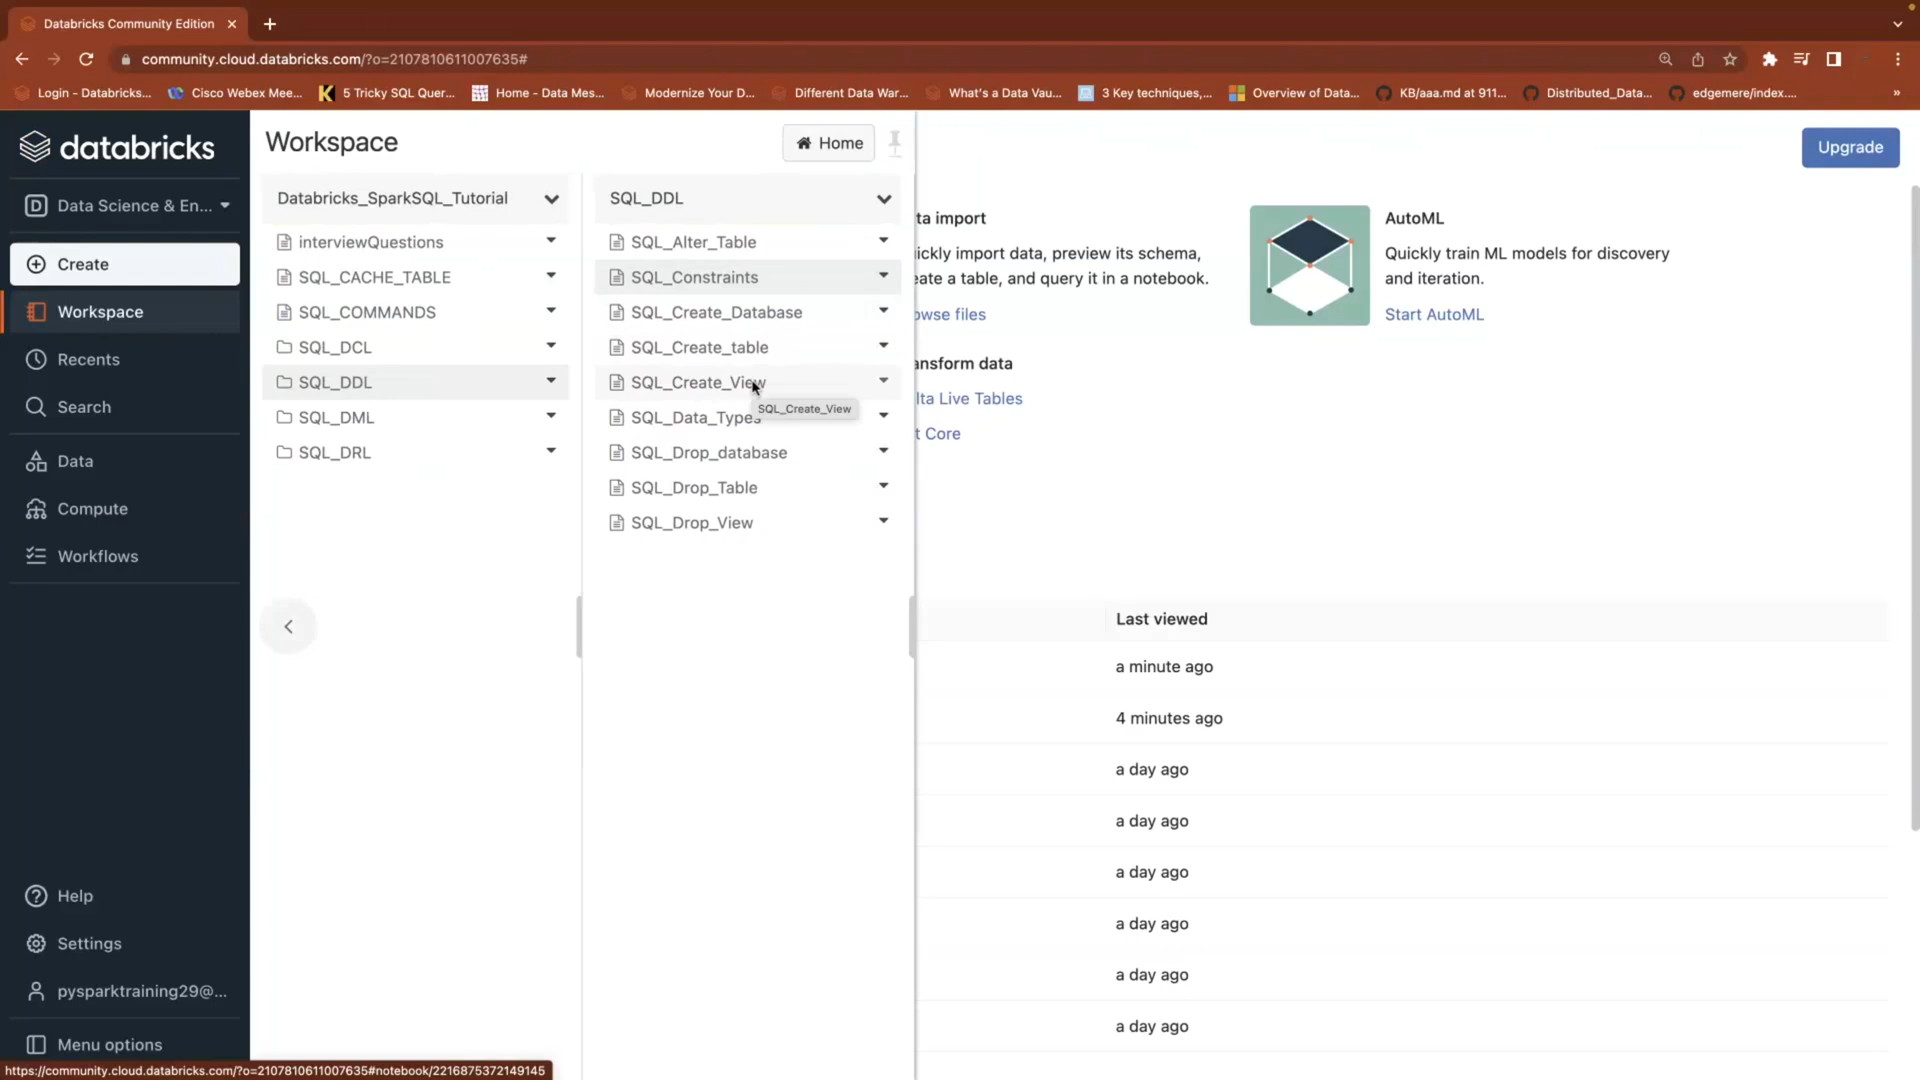 Databricks Community Edition
community.cloud.databricks.com/?o=2107810611007635#
Login - Databricks...
Cisco Webex Mee...
5 Tricky SQL Quer...
Home - Data Mes...
Modernize Your D...
Different Data War...
What's a Data Vau...
3 Key techniques,...
Overview of Data...
KB/aaa.md at 911...
Distributed_Data...
edgemere/index....
databricks
Data Science & En...
Create
Workspace
Recents
Search
Data
Compute
Workflows
Help
Settings
pysparktraining29@...
Menu options
Workspace
Home
Databricks_SparkSQL_Tutorial
interviewQuestions
SQL_CACHE_TABLE
SQL_COMMANDS
SQL_DCL
SQL_DDL
SQL_DML
SQL_DRL
SQL_DDL
SQL_Alter_Table
SQL_Constraints
SQL_Create_Database
SQL_Create_table
SQL_Create_View
SQL_Create_View
SQL_Data_Types
SQL_Drop_database
SQL_Drop_Table
SQL_Drop_View
Upgrade
ta import
ickly import data, preview its schema,
eate a table, and query it in a notebook.
owse files
ansform data
lta Live Tables
t Core
AutoML
Quickly train ML models for discovery
and iteration.
Start AutoML
Last viewed
a minute ago
4 minutes ago
a day ago
a day ago
a day ago
a day ago
a day ago
a day ago
https://community.cloud.databricks.com/?o=2107810611007635#notebook/2216875372149145